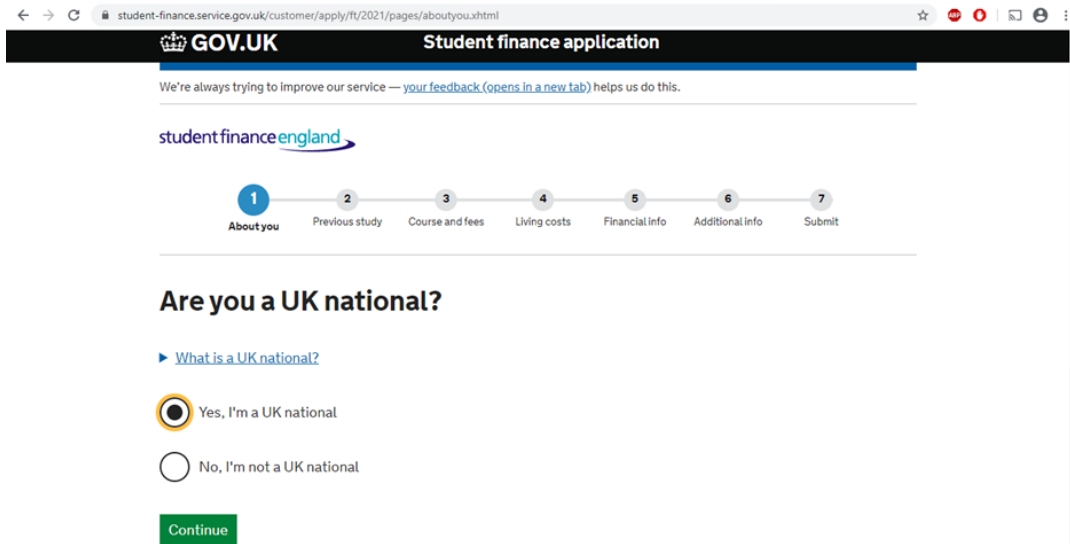 student-finance.service.gov.uk/customer/apply/ft/2021/pages/aboutyou.xhtml
ABP
GOV.UK Student finance application
We're always trying to improve our service — your feedback (opens in a new tab) helps us do this.
studentfinanceengland
1 2 3 4 5 6 7
About you Previous study Course and fees Living costs Financial info Additional info Submit
Are you a UK national?
What is a UK national?
Yes, I'm a UK national
No, I'm not a UK national
Continue